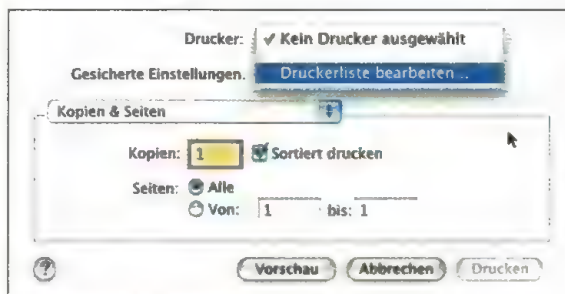 Drucker: ✓ Kein Drucker ausgewählt
Gesicherte Einstellungen. Druckerliste bearbeiten ...
Kopien & Seiten
Kopien: 1 Sortiert drucken
Seiten: Alle
Von: 1 bis: 1
? Vorschau Abbrechen Drucken